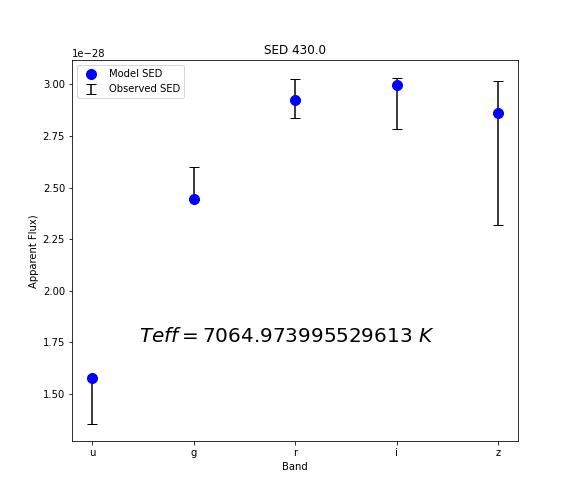 SED 430.0
1e−28
Model SED
Observed SED
3.00
2.75
2.50
2.25
2.00
1.75
1.50
Apparent Flux)
Teff = 7064.973995529613 K
u g r i z
Band